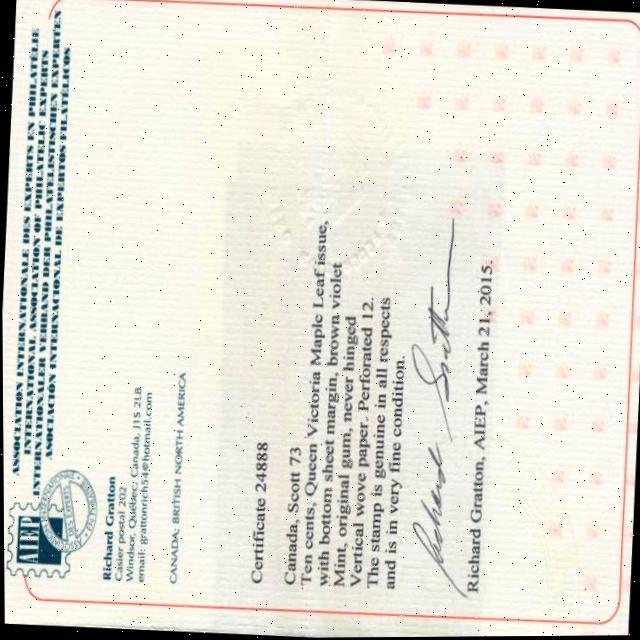 ASSOCIATION INTERNATIONALE DES EXPERTS EN PHILATÉLIE
INTERNATIONAL ASSOCIATION OF PHILATELIC EXPERTS
INTERNATIONALER VERBAND DER PHILATELISTISCHEN EXPERTEN
ASOCIACIÓN INTERNACIONAL DE EXPERTOS FILATÉLICOS
AIEP
Richard Gratton
Casier postal 202
Windsor, Québec, Canada, J1S 2L8
email: grattonrich54@hotmail.com
CANADA; BRITISH NORTH AMERICA
Certificate 24888
Canada, Scott 73
Ten cents, Queen Victoria Maple Leaf issue,
with bottom sheet margin, brown violet
Mint, original gum, never hinged
Vertical wove paper. Perforated 12.
The stamp is genuine in all respects
and is in very fine condition.
Richard Gratton
Richard Gratton, AIEP, March 21, 2015.